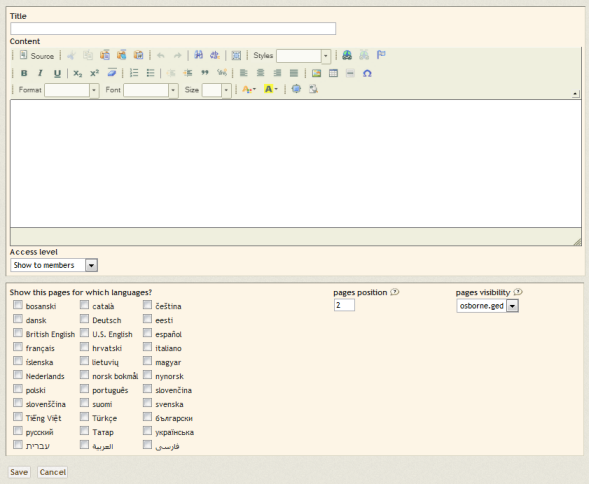 Title
Content
Source Styles
B I U X₂ X²
Format Font Size A A
Access level
Show to members
Show this pages for which languages? pages position pages visibility
2 osborne.ged
bosanski català čeština
dansk Deutsch eesti
British English U.S. English español
français hrvatski italiano
íslenska lietuvių magyar
Nederlands norsk bokmål nynorsk
polski português slovenčina
slovenščina suomi svenska
Tiếng Việt Türkçe български
русский Татар українська
עברית العربية فارسی
Save Cancel